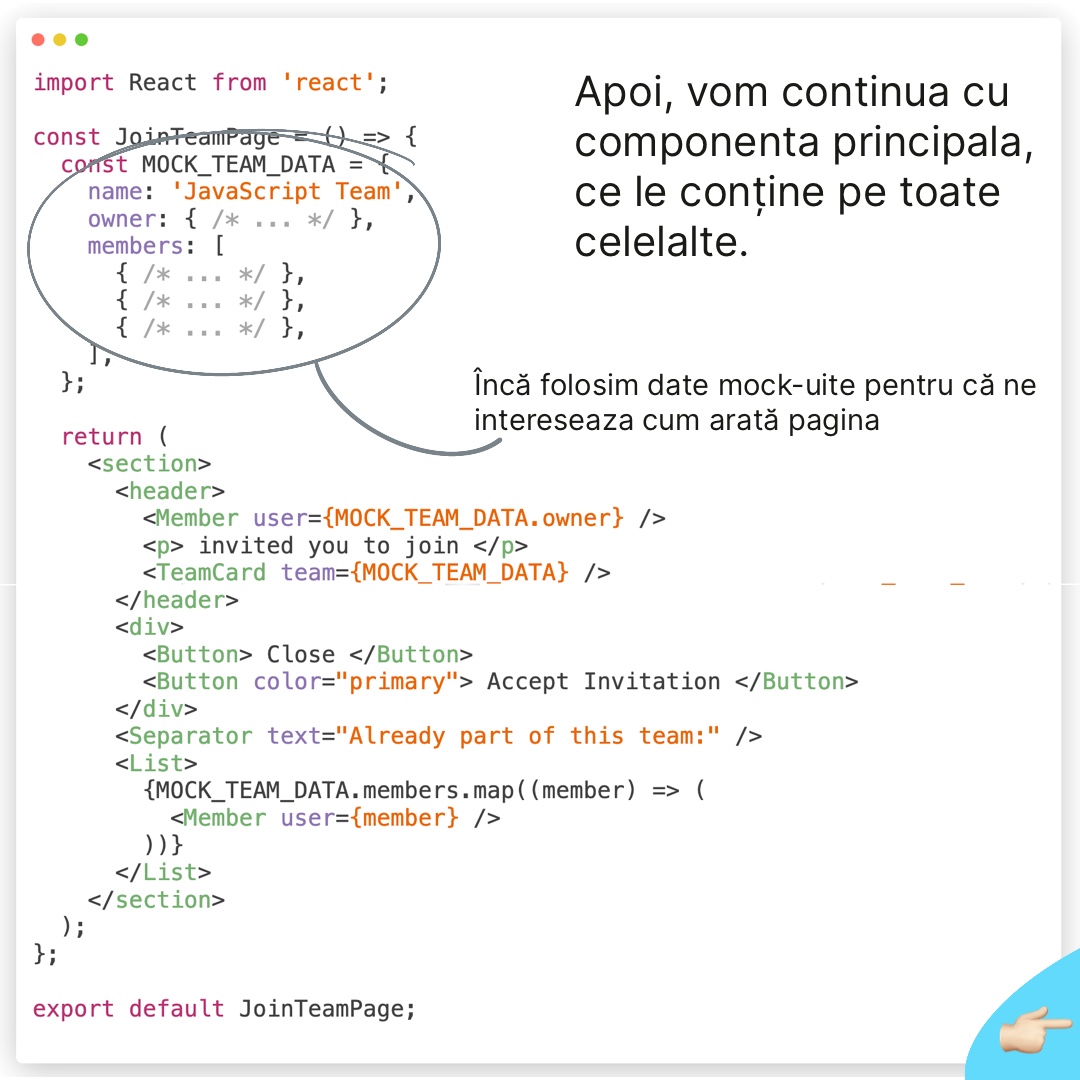 import React from 'react';
Apoi, vom continua cu
componenta principala,
ce le conține pe toate
celelalte.
const JoinTeamPage = () => {
  const MOCK_TEAM_DATA = {
    name: 'JavaScript Team',
    owner: { /* ... */ },
    members: [
      { /* ... */ },
      { /* ... */ },
      { /* ... */ },
    ],
  };
Încă folosim date mock-uite pentru că ne
intereseaza cum arată pagina
  return (
    <section>
      <header>
        <Member user={MOCK_TEAM_DATA.owner} />
        <p> invited you to join </p>
        <TeamCard team={MOCK_TEAM_DATA} />
      </header>
      <div>
        <Button> Close </Button>
        <Button color="primary"> Accept Invitation </Button>
      </div>
      <Separator text="Already part of this team:" />
      <List>
        {MOCK_TEAM_DATA.members.map((member) => (
          <Member user={member} />
        ))}
      </List>
    </section>
  );
};
export default JoinTeamPage;